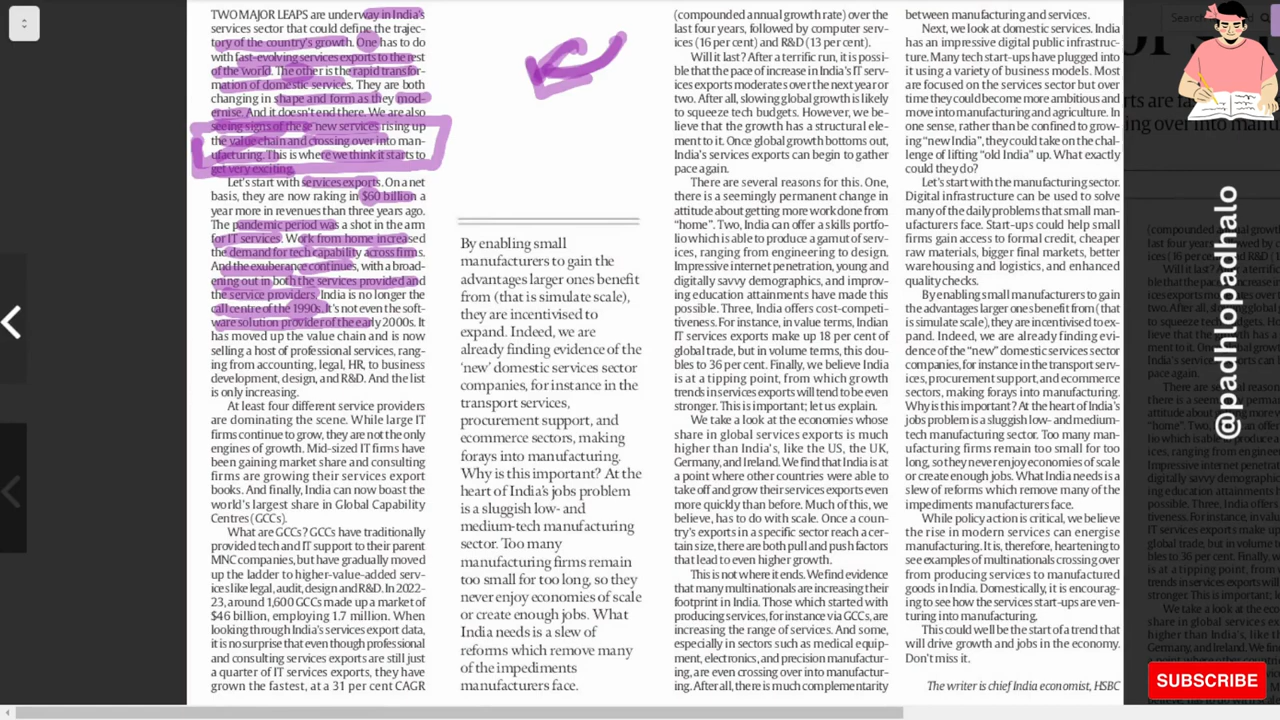 TWO MAJOR LEAPS are underway in India's
services sector that could define the trajec-
tory of the country's growth. One has to do
with fast-evolving services exports to the rest
of the world. The other is the rapid transfor-
mation of domestic services. They are both
changing in shape and form as they mod-
ernise. And it doesn't end there. We are also
seeing signs of these "new services rising up
the value chain and crossing over into man-
ufacturing. This is where we think it starts to
get very exciting.
Let's start with services exports. On a net
basis, they are now raking in $60 billion a
year more in revenues than three years ago.
The pandemic period was a shot in the arm
for IT services. Work from home increased
the demand for tech capability across firms.
And the exuberance continues, with a broad-
ening out in both the services provided and
the service providers. India is no longer the
call centre of the 1990s. It's not even the soft-
ware solution provider of the early 2000s. It
has moved up the value chain and is now
selling a host of professional services, rang-
ing from accounting, legal, HR, to business
development, design, and R&D. And the list
is only increasing.
At least four different service providers
are dominating the scene. While large IT
firms continue to grow, they are not the only
engines of growth. Mid-sized IT firms have
been gaining market share and consulting
firms are growing their services export
books. And finally, India can now boast the
world's largest share in Global Capability
Centres (GCCs).
What are GCCs? GCCs have traditionally
provided tech and IT support to their parent
MNC companies, but have gradually moved
up the ladder to higher-value-added serv-
ices like legal, audit, design and R&D. In 2022-
23, around 1,600 GCCs made up a market of
$46 billion, employing 1.7 million. When
looking through India's services export data,
it is no surprise that even though professional
and consulting services exports are still just
a quarter of IT services exports, they have
grown the fastest, at a 31 per cent CAGR
By enabling small
manufacturers to gain the
advantages larger ones benefit
from (that is simulate scale),
they are incentivised to
expand. Indeed, we are
already finding evidence of the
'new' domestic services sector
companies, for instance in the
transport services,
procurement support, and
ecommerce sectors, making
forays into manufacturing.
Why is this important? At the
heart of India's jobs problem
is a sluggish low- and
medium-tech manufacturing
sector. Too many
manufacturing firms remain
too small for too long, so they
never enjoy economies of scale
or create enough jobs. What
India needs is a slew of
reforms which remove many
of the impediments
manufacturers face.
(compounded annual growth rate) over the
last four years, followed by computer serv-
ices (16 per cent) and R&D (13 per cent).
Will it last? After a terrific run, it is possi-
ble that the pace of increase in India's IT serv-
ices exports moderates over the next year or
two. After all, slowing global growth is likely
to squeeze tech budgets. However, we be-
lieve that the growth has a structural ele-
ment to it. Once global growth bottoms out,
India's services exports can begin to gather
pace again.
There are several reasons for this. One,
there is a seemingly permanent change in
attitude about getting more work done from
"home". Two, India can offer a skills portfo-
lio which is able to produce a gamut of serv-
ices, ranging from engineering to design.
Impressive internet penetration, young and
digitally savvy demographics, and improv-
ing education attainments have made this
possible. Three, India offers cost-competi-
tiveness. For instance, in value terms, Indian
IT services exports make up 18 per cent of
global trade, but in volume terms, this dou-
bles to 36 per cent. Finally, we believe India
is at a tipping point, from which growth
trends in services exports will tend to be even
stronger. This is important; let us explain.
We take a look at the economies whose
share in global services exports is much
higher than India's, like the US, the UK,
Germany, and Ireland. We find that India is at
a point where other countries were able to
take off and grow their services exports even
more quickly than before. Much of this, we
believe, has to do with scale. Once a coun-
try's exports in a specific sector reach a cer-
tain size, there are both pull and push factors
that lead to even higher growth.
This is not where it ends. We find evidence
that many multinationals are increasing their
footprint in India. Those which started with
producing services, for instance via GCCs, are
increasing the range of services. And some,
especially in sectors such as medical equip-
ment, electronics, and precision manufactur-
ing, are even crossing over into manufactur-
ing. After all, there is much complementarity
between manufacturing and services.
Next, we look at domestic services. India
has an impressive digital public infrastruc-
ture. Many tech start-ups have plugged into
it using a variety of business models. Most
are focused on the services sector but over
time they could become more ambitious and
move into manufacturing and agriculture. In
one sense, rather than be confined to grow-
ing "new India", they could take on the chal-
lenge of lifting "old India" up. What exactly
could they do?
Let's start with the manufacturing sector.
Digital infrastructure can be used to solve
many of the daily problems that small man-
ufacturers face. Start-ups could help small
firms gain access to formal credit, cheaper
raw materials, bigger final markets, better
warehousing and logistics, and enhanced
quality checks.
By enabling small manufacturers to gain
the advantages larger ones benefit from (that
is simulate scale), they are incentivised to ex-
pand. Indeed, we are already finding evi-
dence of the "new" domestic services sector
companies, for instance in the transport serv-
ices, procurement support, and ecommerce
sectors, making forays into manufacturing.
Why is this important? At the heart of India's
jobs problem is a sluggish low- and medium-
tech manufacturing sector. Too many man-
ufacturing firms remain too small for too
long, so they never enjoy economies of scale
or create enough jobs. What India needs is a
slew of reforms which remove many of the
impediments manufacturers face.
While policy action is critical, we believe
the rise in modern services can energise
manufacturing. It is, therefore, heartening to
see examples of multinationals crossing over
from producing services to manufactured
goods in India. Domestically, it is encourag-
ing to see how the services start-ups are ven-
turing into manufacturing.
This could well be the start of a trend that
will drive growth and jobs in the economy.
Don't miss it.
The writer is chief India economist, HSBC
@padhlopadhalo
SUBSCRIBE